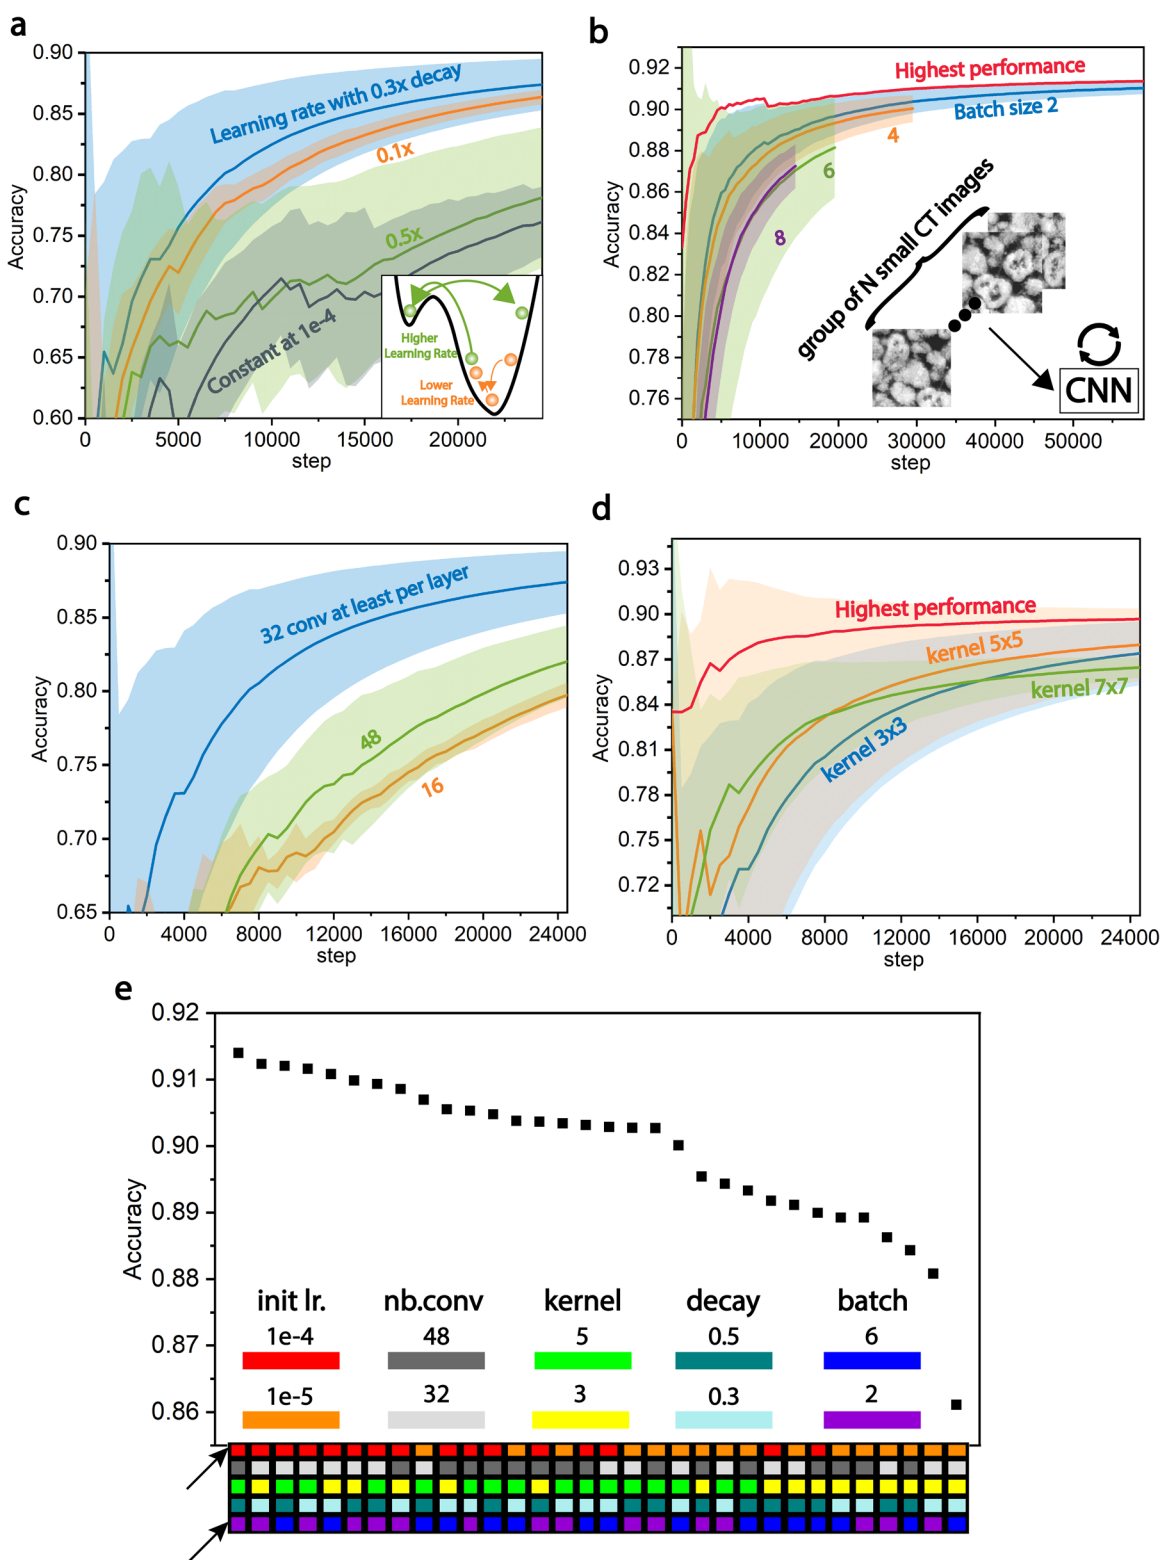 a
0.90
0.85
0.80
0.75
0.70
0.65
0.60
Accuracy
Learning rate with 0.3x decay
0.1x
0.5x
Constant at 1e-4
Higher
Learning Rate
Lower
Learning Rate
0
5000
10000
15000
20000
step
b
0.92
0.90
0.88
0.86
0.84
0.82
0.80
0.78
0.76
Accuracy
Highest performance
Batch size 2
4
6
8
group of N small CT images
CNN
0
10000
20000
30000
40000
50000
step
c
0.90
0.85
0.80
0.75
0.70
0.65
Accuracy
32 conv at least per layer
48
16
0
4000
8000
12000
16000
20000
24000
step
d
0.93
0.90
0.87
0.84
0.81
0.78
0.75
0.72
Accuracy
Highest performance
kernel 5x5
kernel 7x7
kernel 3x3
0
4000
8000
12000
16000
20000
24000
step
e
0.92
0.91
0.90
0.89
0.88
0.87
0.86
Accuracy
init lr. nb.conv kernel decay batch
1e-4 48 5 0.5 6
1e-5 32 3 0.3 2